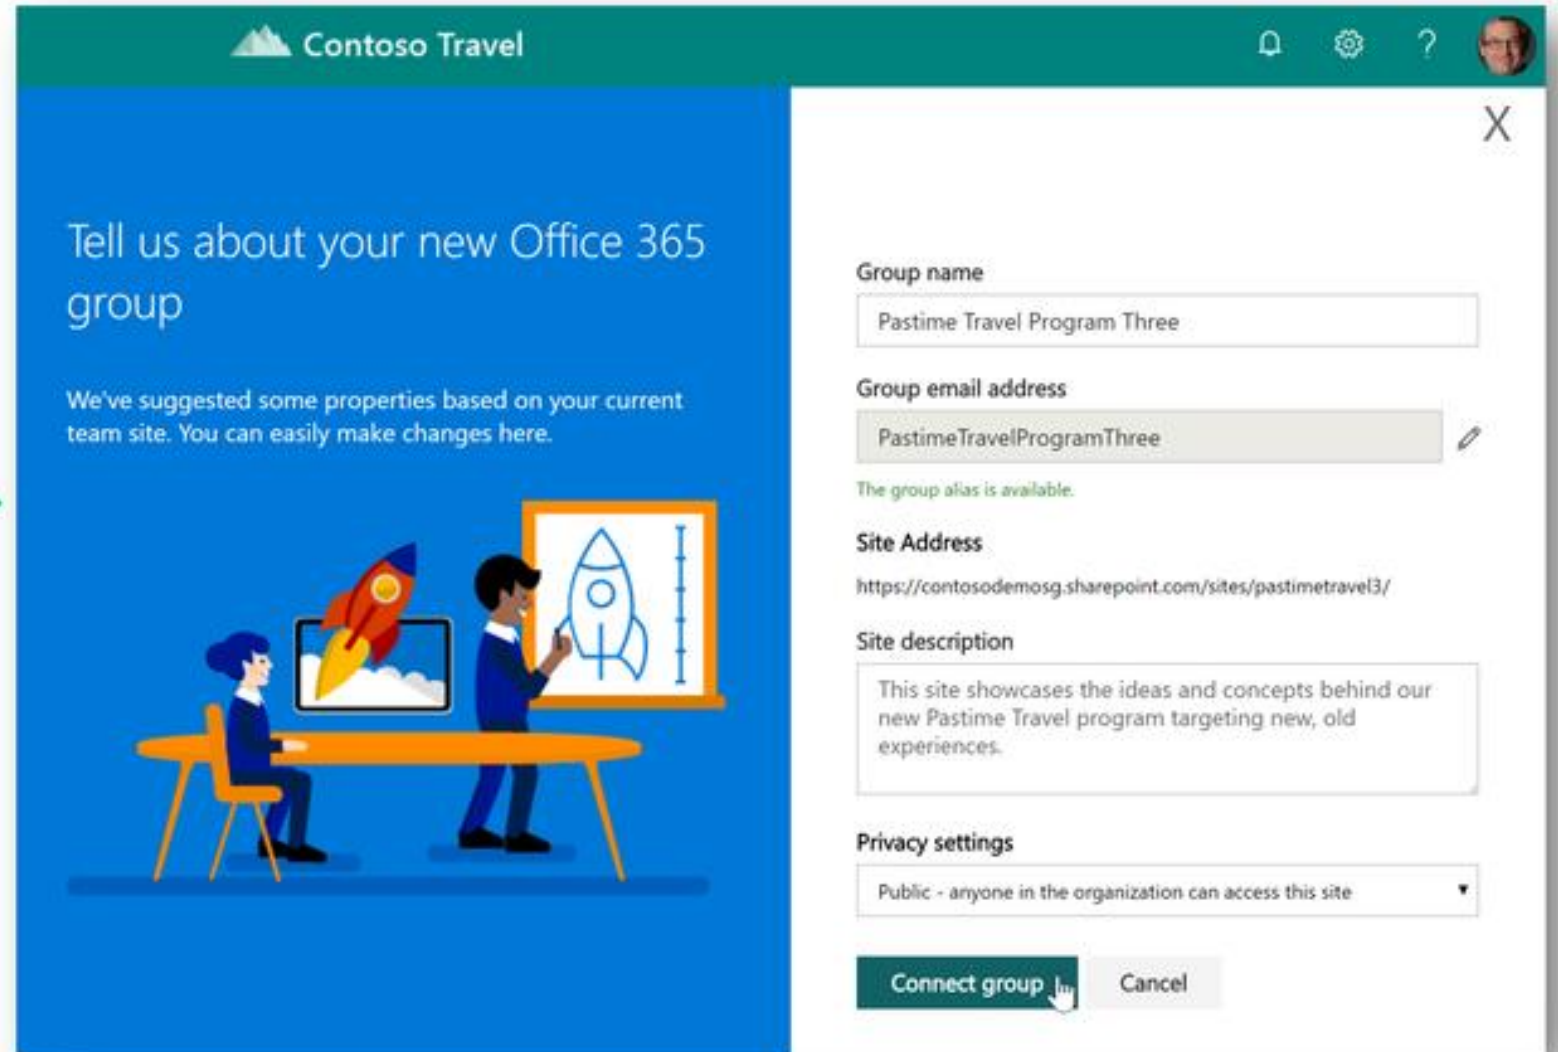 Contoso Travel
?
X
Tell us about your new Office 365
group
We've suggested some properties based on your current
team site. You can easily make changes here.
Group name
Pastime Travel Program Three
Group email address
PastimeTravelProgramThree
The group alias is available.
Site Address
https://contosodemosg.sharepoint.com/sites/pastimetravel3/
Site description
This site showcases the ideas and concepts behind our
new Pastime Travel program targeting new, old
experiences.
Privacy settings
Public - anyone in the organization can access this site
Connect group
Cancel